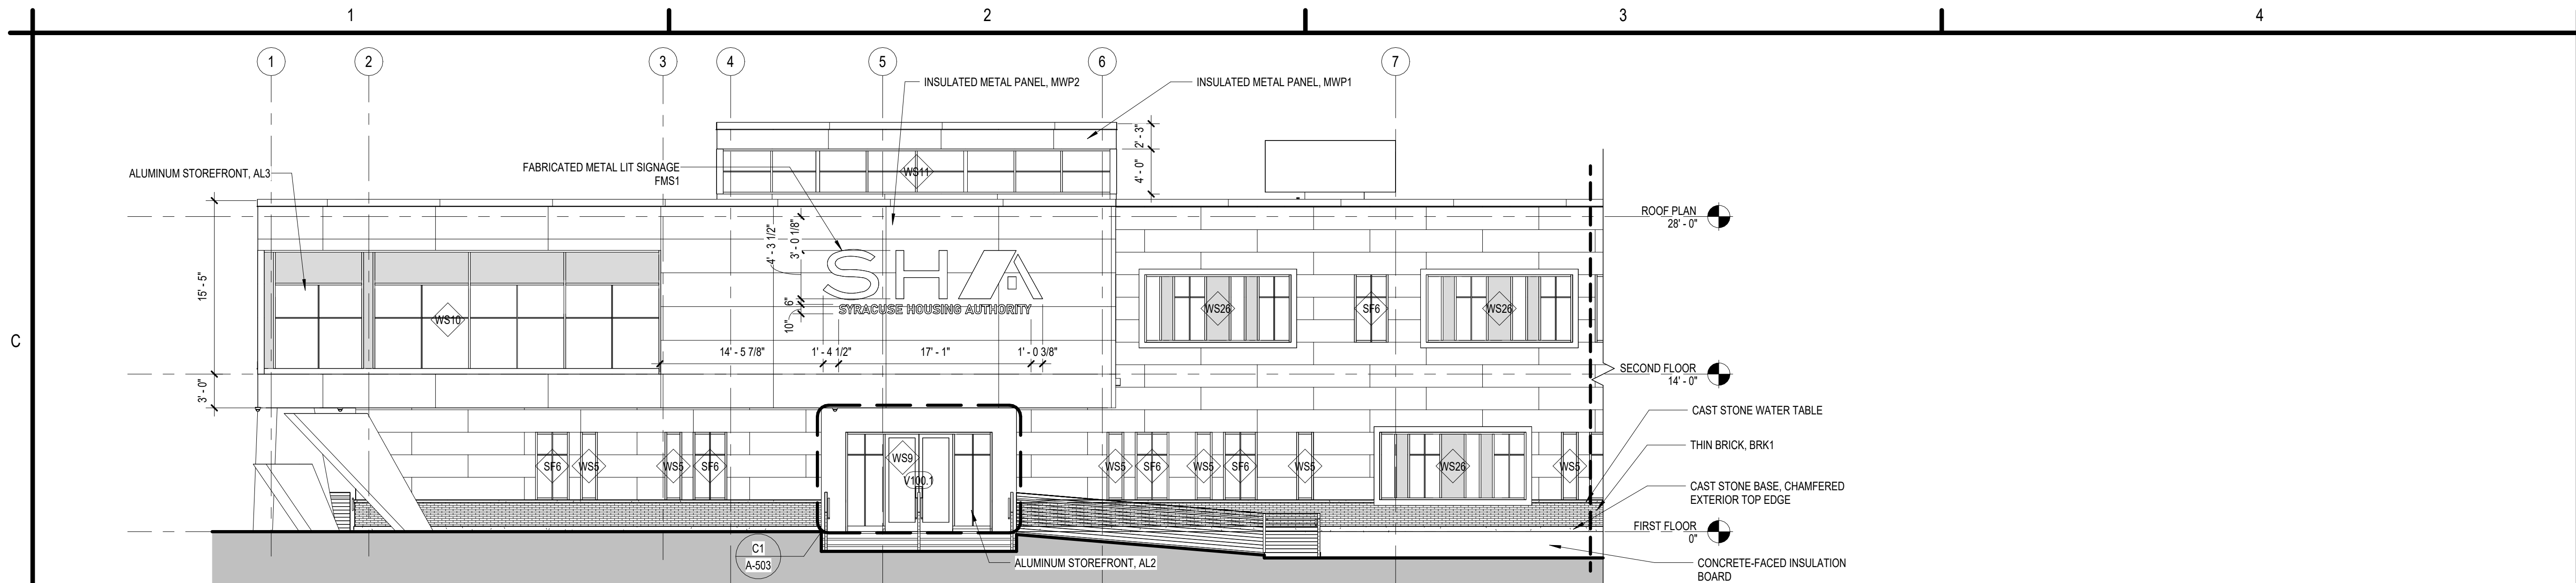 1
2
3
4
1
2
3
4
5
6
7
INSULATED METAL PANEL, MWP2
INSULATED METAL PANEL, MWP1
2' - 3"
4' - 0"
FABRICATED METAL LIT SIGNAGE
FMS1
ALUMINUM STOREFRONT, AL3
WS11
ROOF PLAN
28' - 0"
4' - 3 1/2"
3' - 0 1/8"
SHA
SYRACUSE HOUSING AUTHORITY
6"
10"
15' - 5"
WS10
WS26
SF6
WS26
C
14' - 5 7/8"
1' - 4 1/2"
17' - 1"
1' - 0 3/8"
SECOND FLOOR
14' - 0"
3' - 0"
CAST STONE WATER TABLE
THIN BRICK, BRK1
WS9
V100.1
SF6
WS5
WS5
SF6
WS5
SF6
WS5
SF6
WS5
WS26
WS5
CAST STONE BASE, CHAMFERED
EXTERIOR TOP EDGE
FIRST FLOOR
0"
C1
A-503
ALUMINUM STOREFRONT, AL2
CONCRETE-FACED INSULATION
BOARD